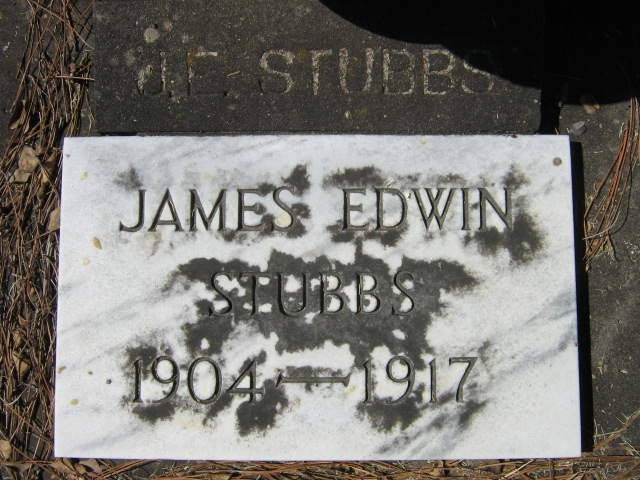 J.E. STUBBS
JAMES EDWIN
STUBBS
1904 — 1917